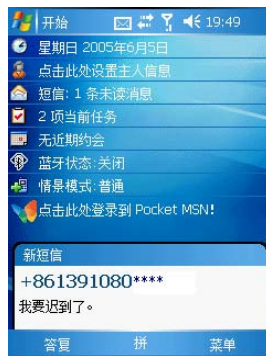 开始 19:49
星期日 2005年6月5日
点击此处设置主人信息
短信: 1 条未读消息
2 项当前任务
无近期约会
蓝牙状态:关闭
情景模式:普通
点击此处登录到 Pocket MSN!
新短信
+861391080****
我要迟到了。
答复 拼 菜单